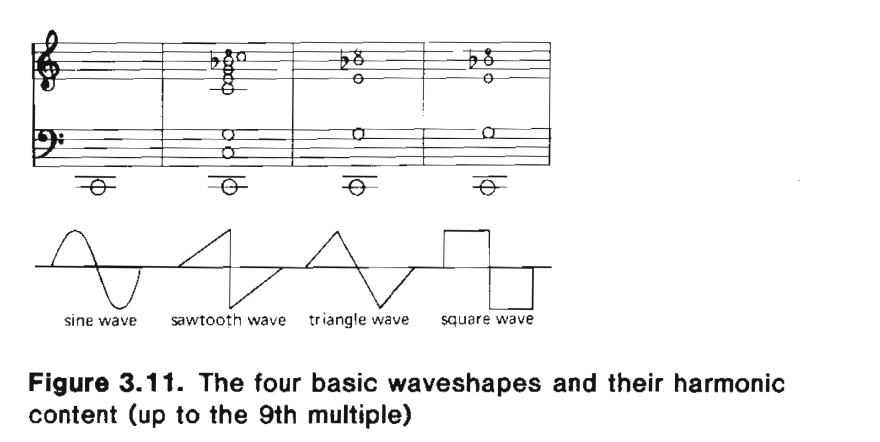 sine wave
sawtooth wave
triangle wave
square wave
Figure 3.11. The four basic waveshapes and their harmonic
content (up to the 9th multiple)